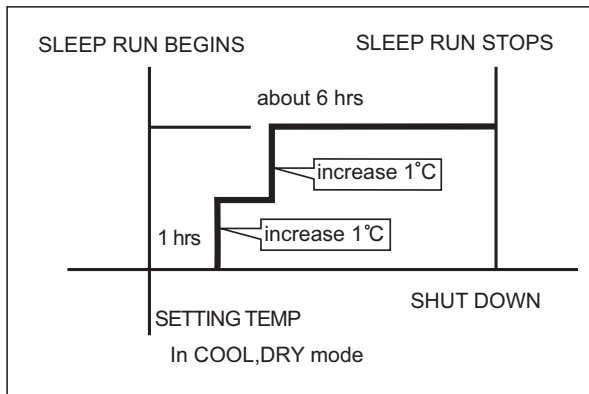 SLEEP RUN BEGINS
SLEEP RUN STOPS
about 6 hrs
increase 1°C
1 hrs
increase 1°C
SETTING TEMP
SHUT DOWN
In COOL,DRY mode